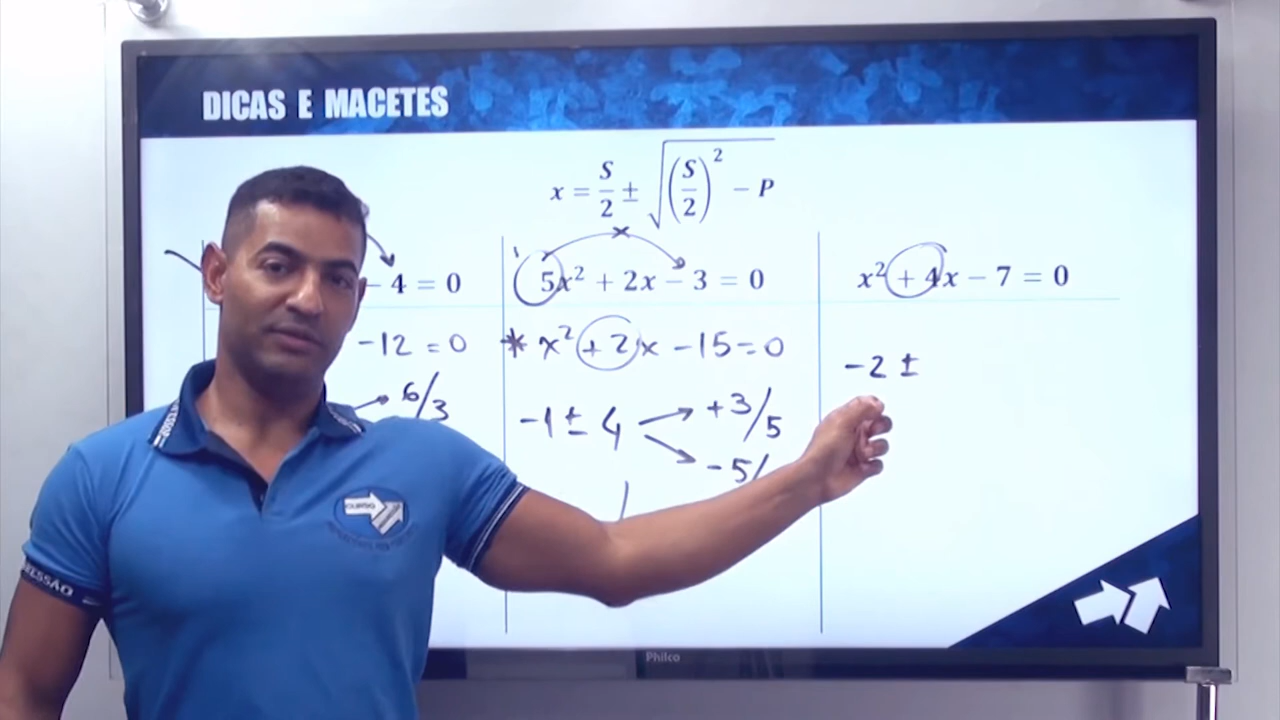 DICAS E MACETES
x = S/2 ± √((S/2)² − P)
− 4 = 0
5x² + 2x − 3 = 0
x² + 4x − 7 = 0
-12 = 0
* x² + 2x - 15 = 0
-2 ±
6/3
-1 ± 4
+3/5
-5/
CURSO
Philco